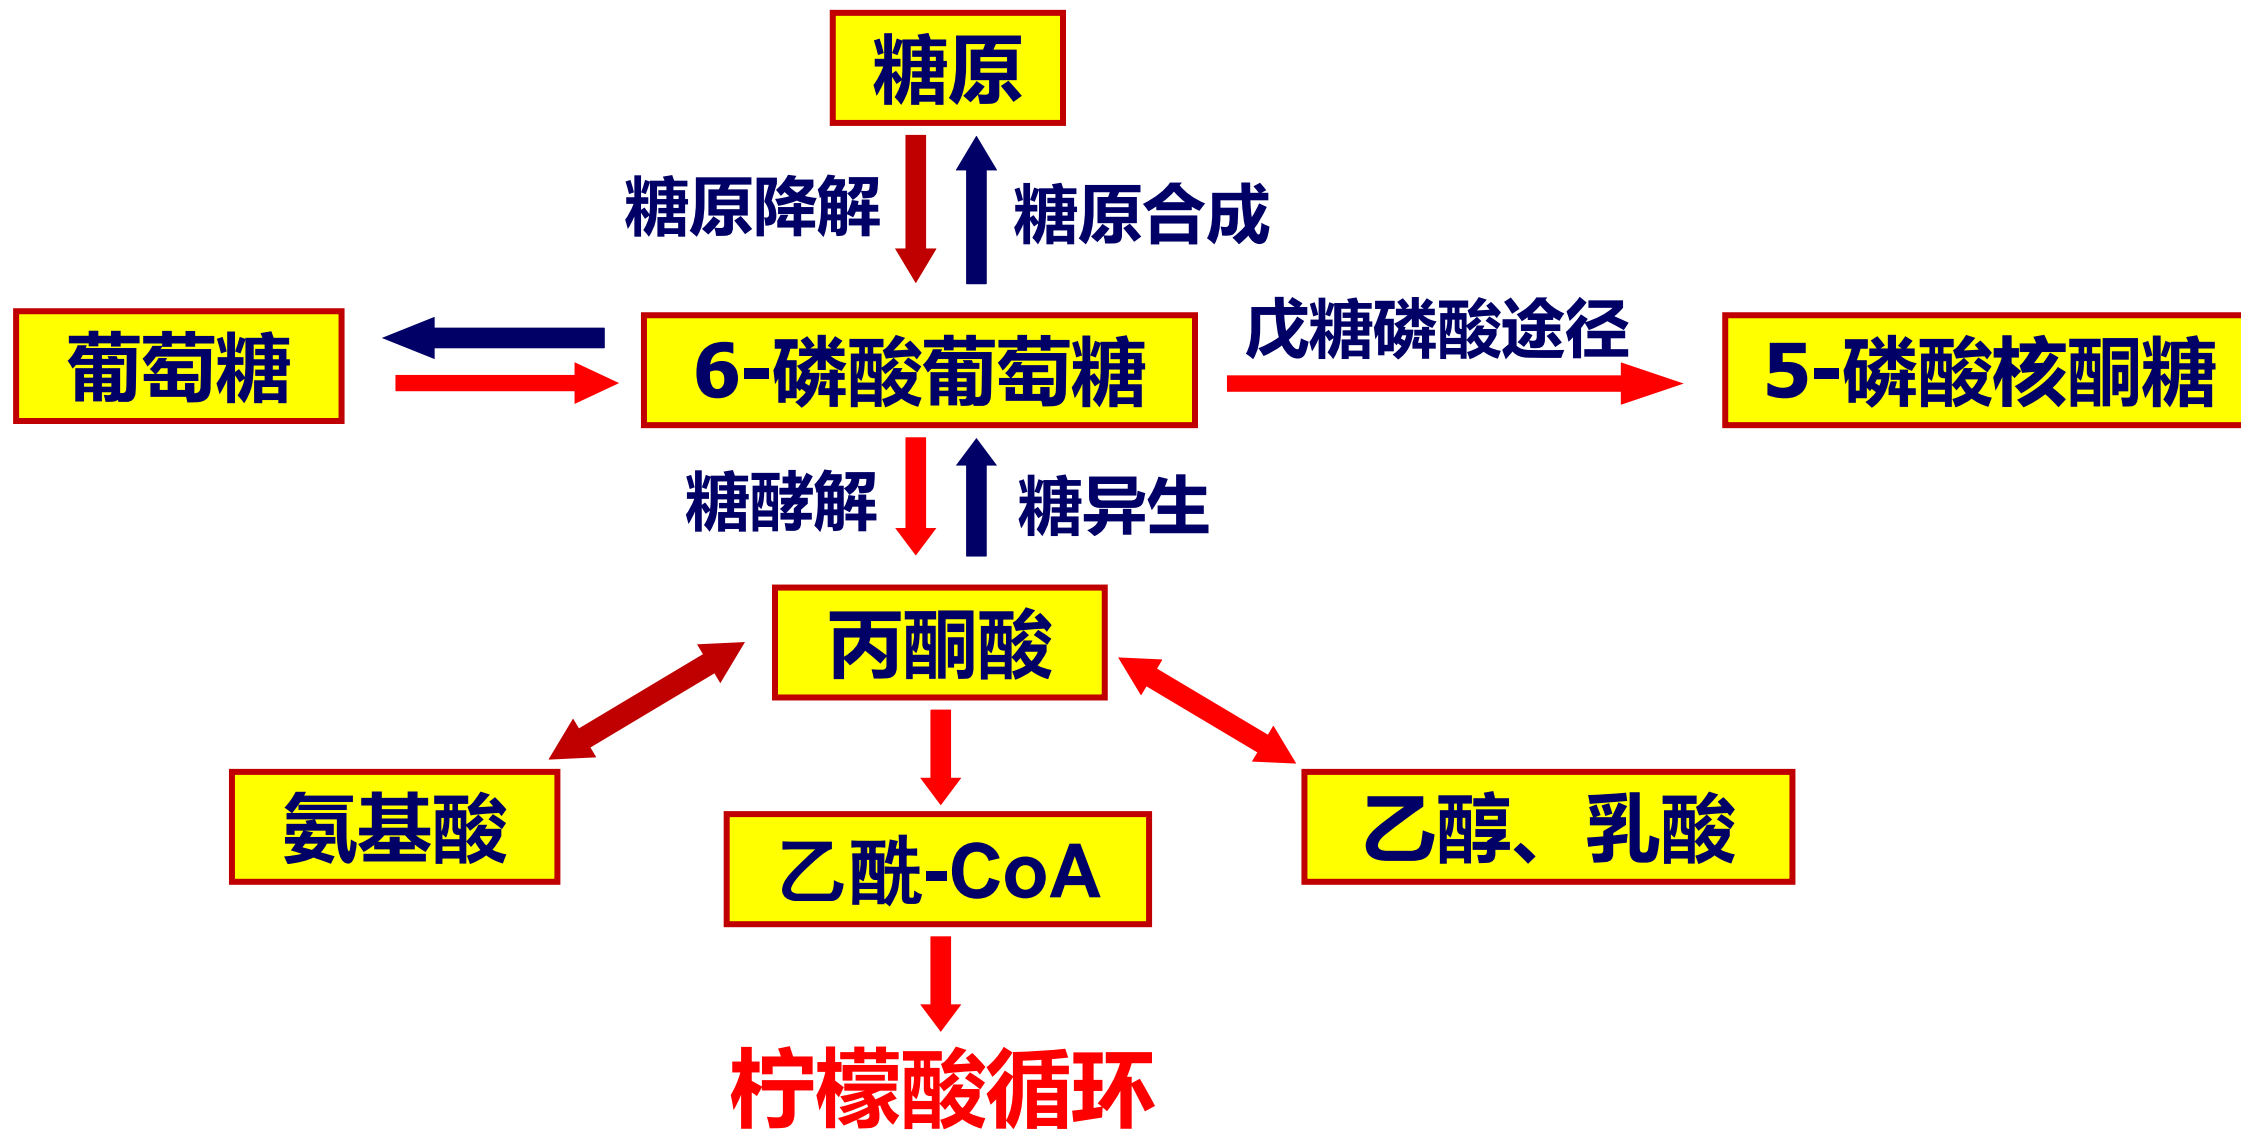 糖原
糖原降解
糖原合成
葡萄糖
6-磷酸葡萄糖
戊糖磷酸途径
5-磷酸核酮糖
糖酵解
糖异生
丙酮酸
氨基酸
乙酰-CoA
乙醇、乳酸
柠檬酸循环